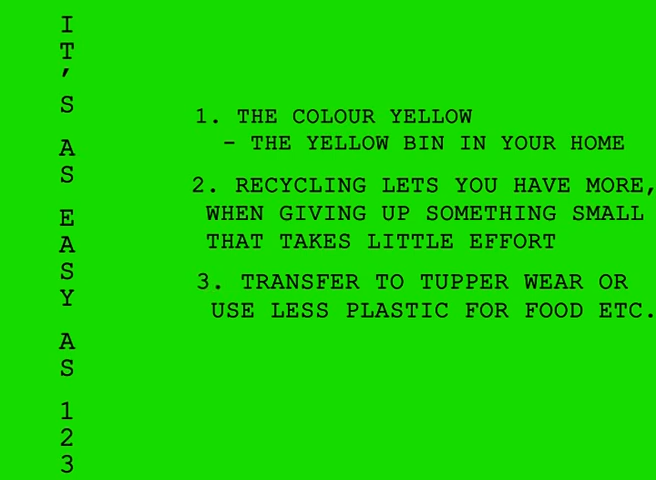 IT'S AS EASY AS 123
1. THE COLOUR YELLOW
- THE YELLOW BIN IN YOUR HOME
2. RECYCLING LETS YOU HAVE MORE,
WHEN GIVING UP SOMETHING SMALL
THAT TAKES LITTLE EFFORT
3. TRANSFER TO TUPPER WEAR OR
USE LESS PLASTIC FOR FOOD ETC.